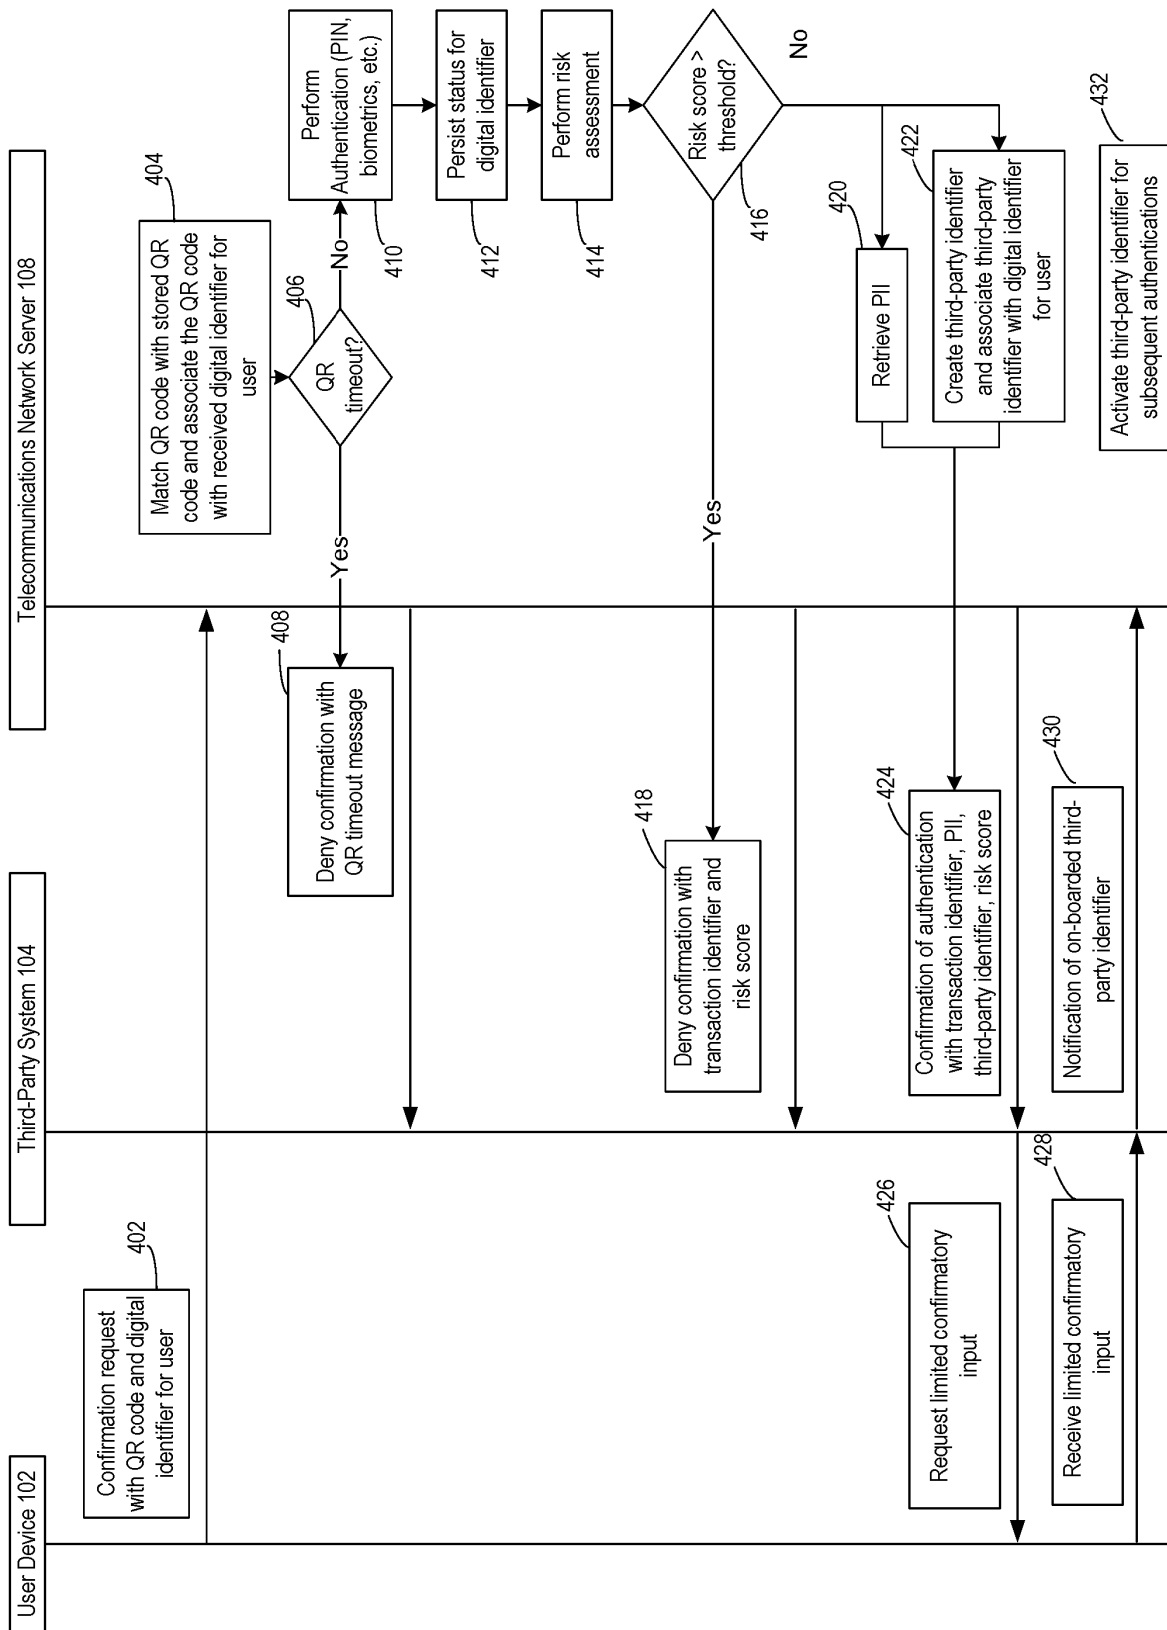 User Device 102
Third-Party System 104
Telecommunications Network Server 108
Confirmation request
with QR code and digital
identifier for user
402
Match QR code with stored QR
code and associate the QR code
with received digital identifier for
user
404
QR
timeout?
406
Yes
No
Deny confirmation with
QR timeout message
408
Perform
Authentication (PIN,
biometrics, etc.)
410
Persist status for
digital identifier
412
Perform risk
assessment
414
Risk score >
threshold?
416
Yes
No
Deny confirmation with
transaction identifier and
risk score
418
Retrieve PII
420
Create third-party identifier
and associate third-party
identifier with digital identifier
for user
422
Confirmation of authentication
with transaction identifier, PII,
third-party identifier, risk score
424
Request limited confirmatory
input
426
Receive limited confirmatory
input
428
Notification of on-boarded third-
party identifier
430
Activate third-party identifier for
subsequent authentications
432